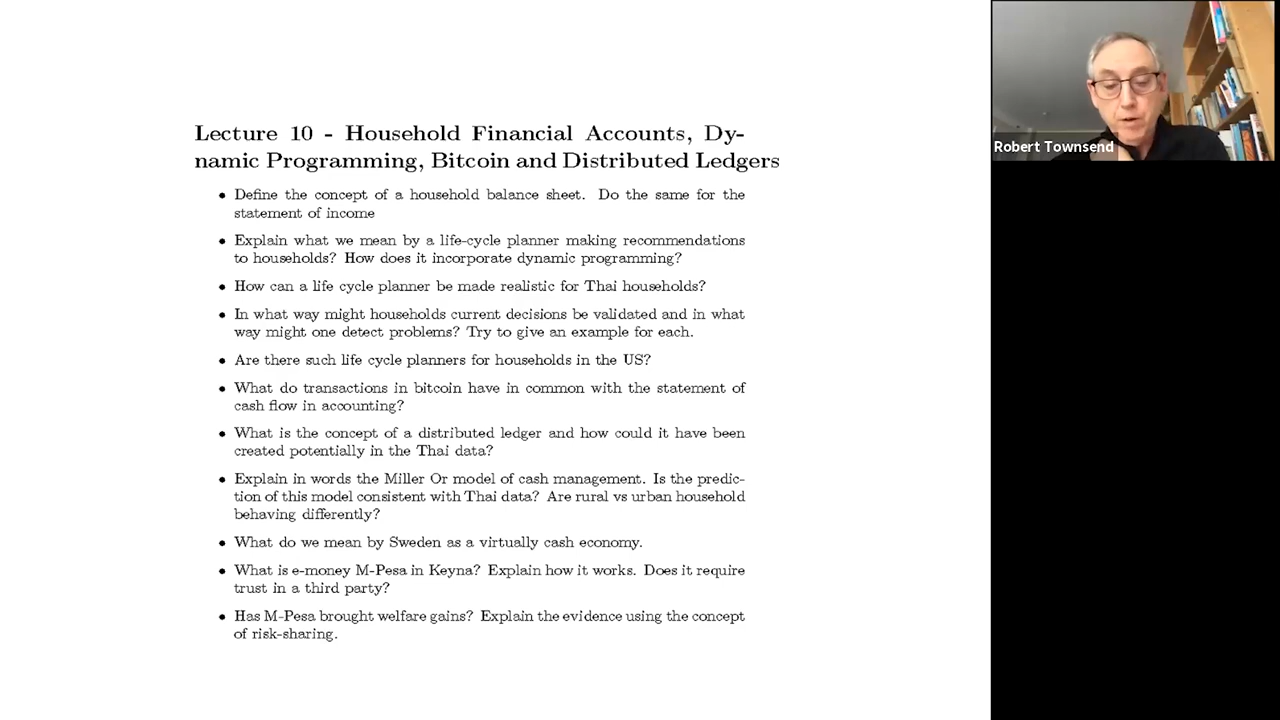 Lecture 10 - Household Financial Accounts, Dy-
namic Programming, Bitcoin and Distributed Ledgers
• Define the concept of a household balance sheet. Do the same for the
statement of income
• Explain what we mean by a life-cycle planner making recommendations
to households? How does it incorporate dynamic programming?
• How can a life cycle planner be made realistic for Thai households?
• In what way might households current decisions be validated and in what
way might one detect problems? Try to give an example for each.
• Are there such life cycle planners for households in the US?
• What do transactions in bitcoin have in common with the statement of
cash flow in accounting?
• What is the concept of a distributed ledger and how could it have been
created potentially in the Thai data?
• Explain in words the Miller Or model of cash management. Is the predic-
tion of this model consistent with Thai data? Are rural vs urban household
behaving differently?
• What do we mean by Sweden as a virtually cash economy.
• What is e-money M-Pesa in Keyna? Explain how it works. Does it require
trust in a third party?
• Has M-Pesa brought welfare gains? Explain the evidence using the concept
of risk-sharing.
Robert Townsend